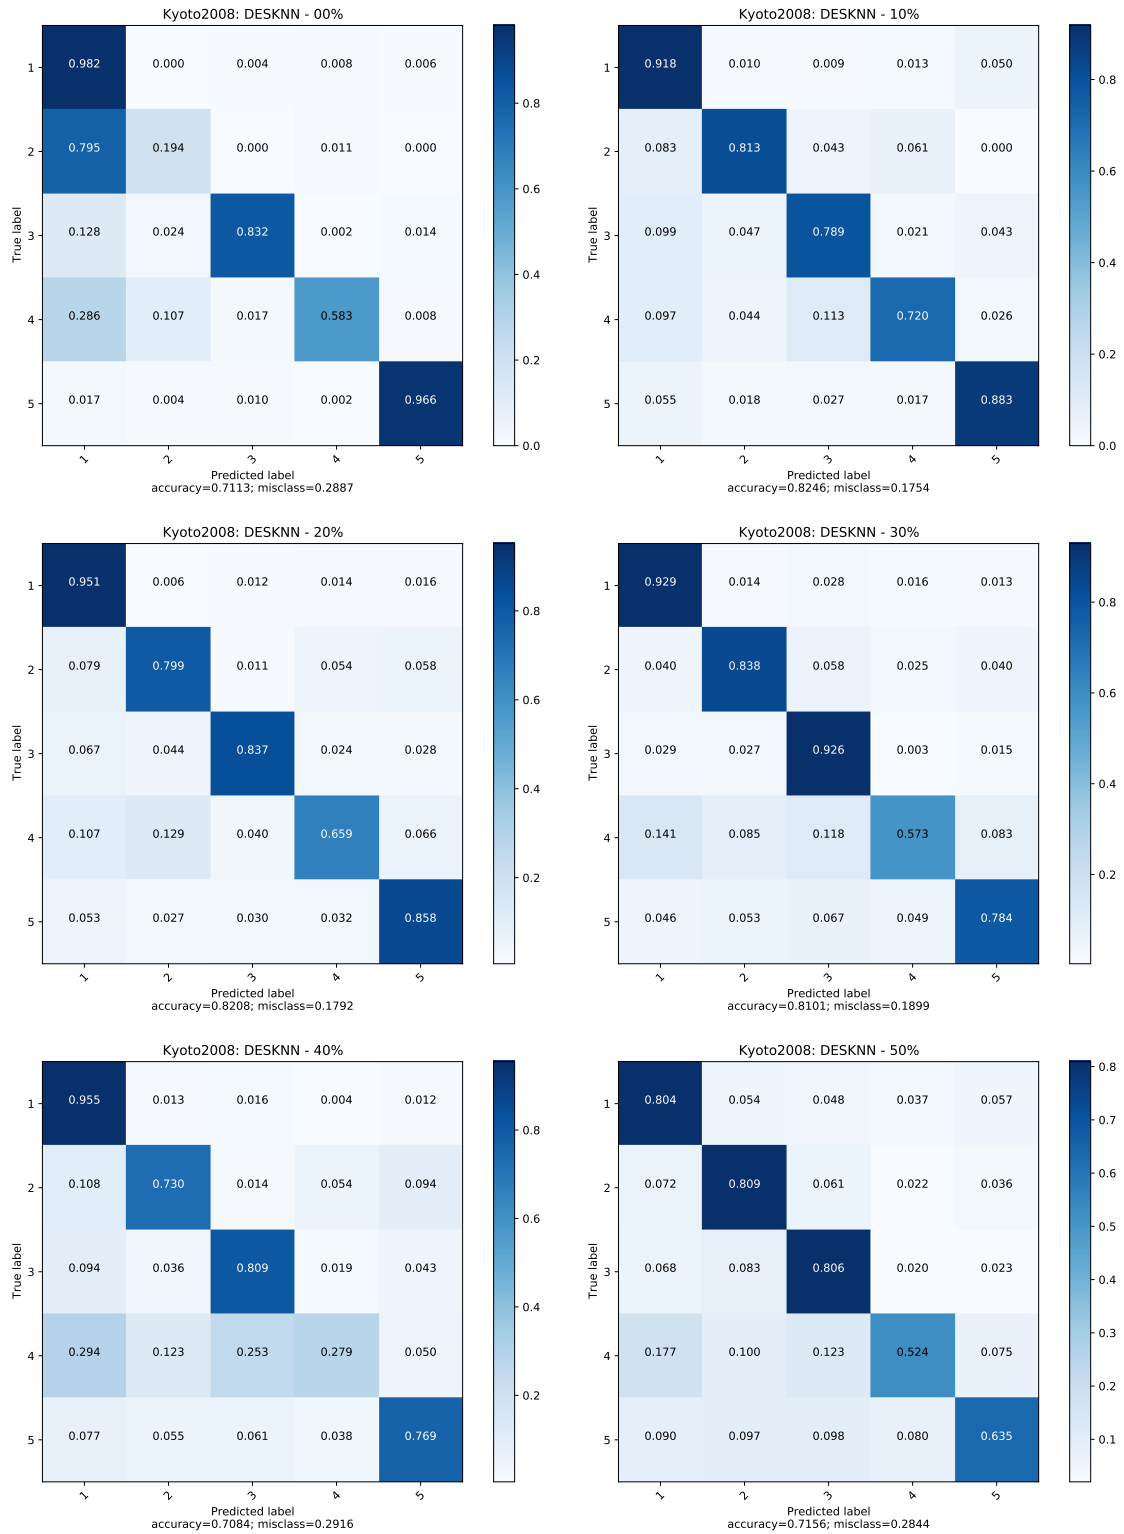 Kyoto2008: DESKNN - 00%
True label
1 0.982 0.000 0.004 0.008 0.006
2 0.795 0.194 0.000 0.011 0.000
3 0.128 0.024 0.832 0.002 0.014
4 0.286 0.107 0.017 0.583 0.008
5 0.017 0.004 0.010 0.002 0.966
1 2 3 4 5
Predicted label
accuracy=0.7113; misclass=0.2887
0.8
0.6
0.4
0.2
0.0
Kyoto2008: DESKNN - 10%
True label
1 0.918 0.010 0.009 0.013 0.050
2 0.083 0.813 0.043 0.061 0.000
3 0.099 0.047 0.789 0.021 0.043
4 0.097 0.044 0.113 0.720 0.026
5 0.055 0.018 0.027 0.017 0.883
1 2 3 4 5
Predicted label
accuracy=0.8246; misclass=0.1754
0.8
0.6
0.4
0.2
0.0
Kyoto2008: DESKNN - 20%
True label
1 0.951 0.006 0.012 0.014 0.016
2 0.079 0.799 0.011 0.054 0.058
3 0.067 0.044 0.837 0.024 0.028
4 0.107 0.129 0.040 0.659 0.066
5 0.053 0.027 0.030 0.032 0.858
1 2 3 4 5
Predicted label
accuracy=0.8208; misclass=0.1792
0.8
0.6
0.4
0.2
Kyoto2008: DESKNN - 30%
True label
1 0.929 0.014 0.028 0.016 0.013
2 0.040 0.838 0.058 0.025 0.040
3 0.029 0.027 0.926 0.003 0.015
4 0.141 0.085 0.118 0.573 0.083
5 0.046 0.053 0.067 0.049 0.784
1 2 3 4 5
Predicted label
accuracy=0.8101; misclass=0.1899
0.8
0.6
0.4
0.2
Kyoto2008: DESKNN - 40%
True label
1 0.955 0.013 0.016 0.004 0.012
2 0.108 0.730 0.014 0.054 0.094
3 0.094 0.036 0.809 0.019 0.043
4 0.294 0.123 0.253 0.279 0.050
5 0.077 0.055 0.061 0.038 0.769
1 2 3 4 5
Predicted label
accuracy=0.7084; misclass=0.2916
0.8
0.6
0.4
0.2
Kyoto2008: DESKNN - 50%
True label
1 0.804 0.054 0.048 0.037 0.057
2 0.072 0.809 0.061 0.022 0.036
3 0.068 0.083 0.806 0.020 0.023
4 0.177 0.100 0.123 0.524 0.075
5 0.090 0.097 0.098 0.080 0.635
1 2 3 4 5
Predicted label
accuracy=0.7156; misclass=0.2844
0.8
0.7
0.6
0.5
0.4
0.3
0.2
0.1